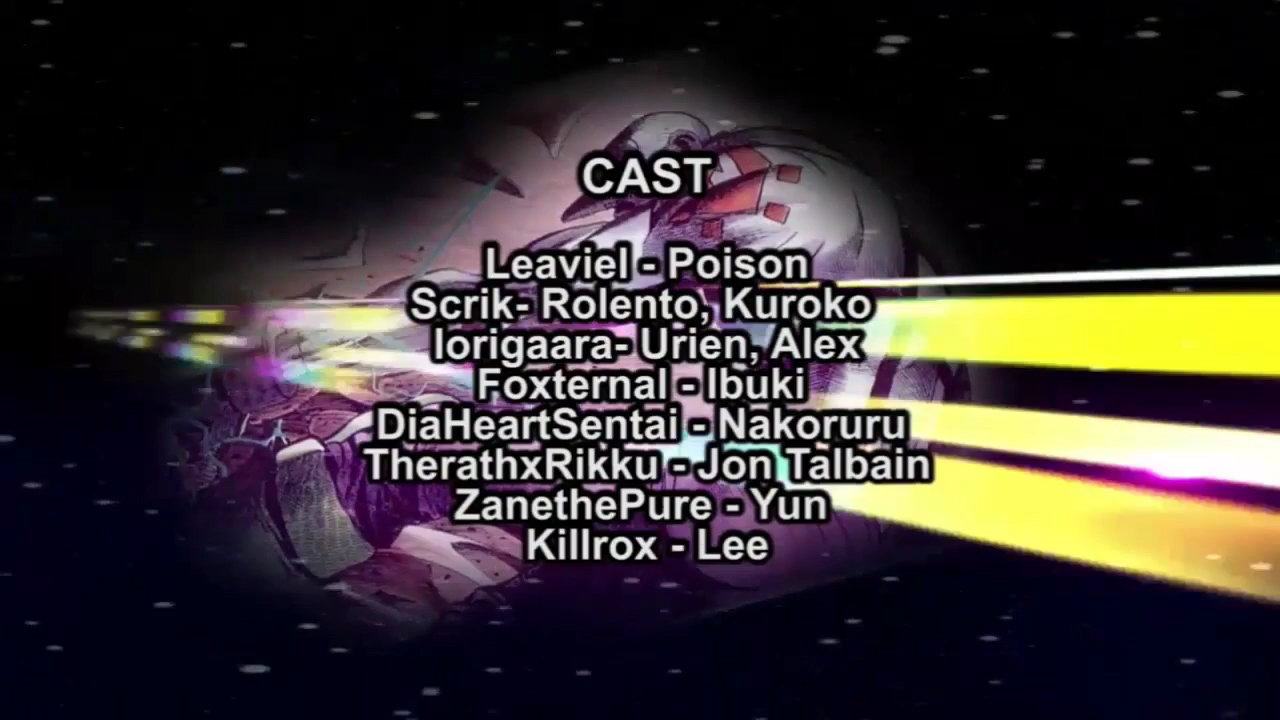 CAST
Leaviel - Poison
Scrik- Rolento, Kuroko
Iorigaara- Urien, Alex
Foxternal - Ibuki
DiaHeartSentai - Nakoruru
TherathxRikku - Jon Talbain
ZanethePure - Yun
Killrox - Lee